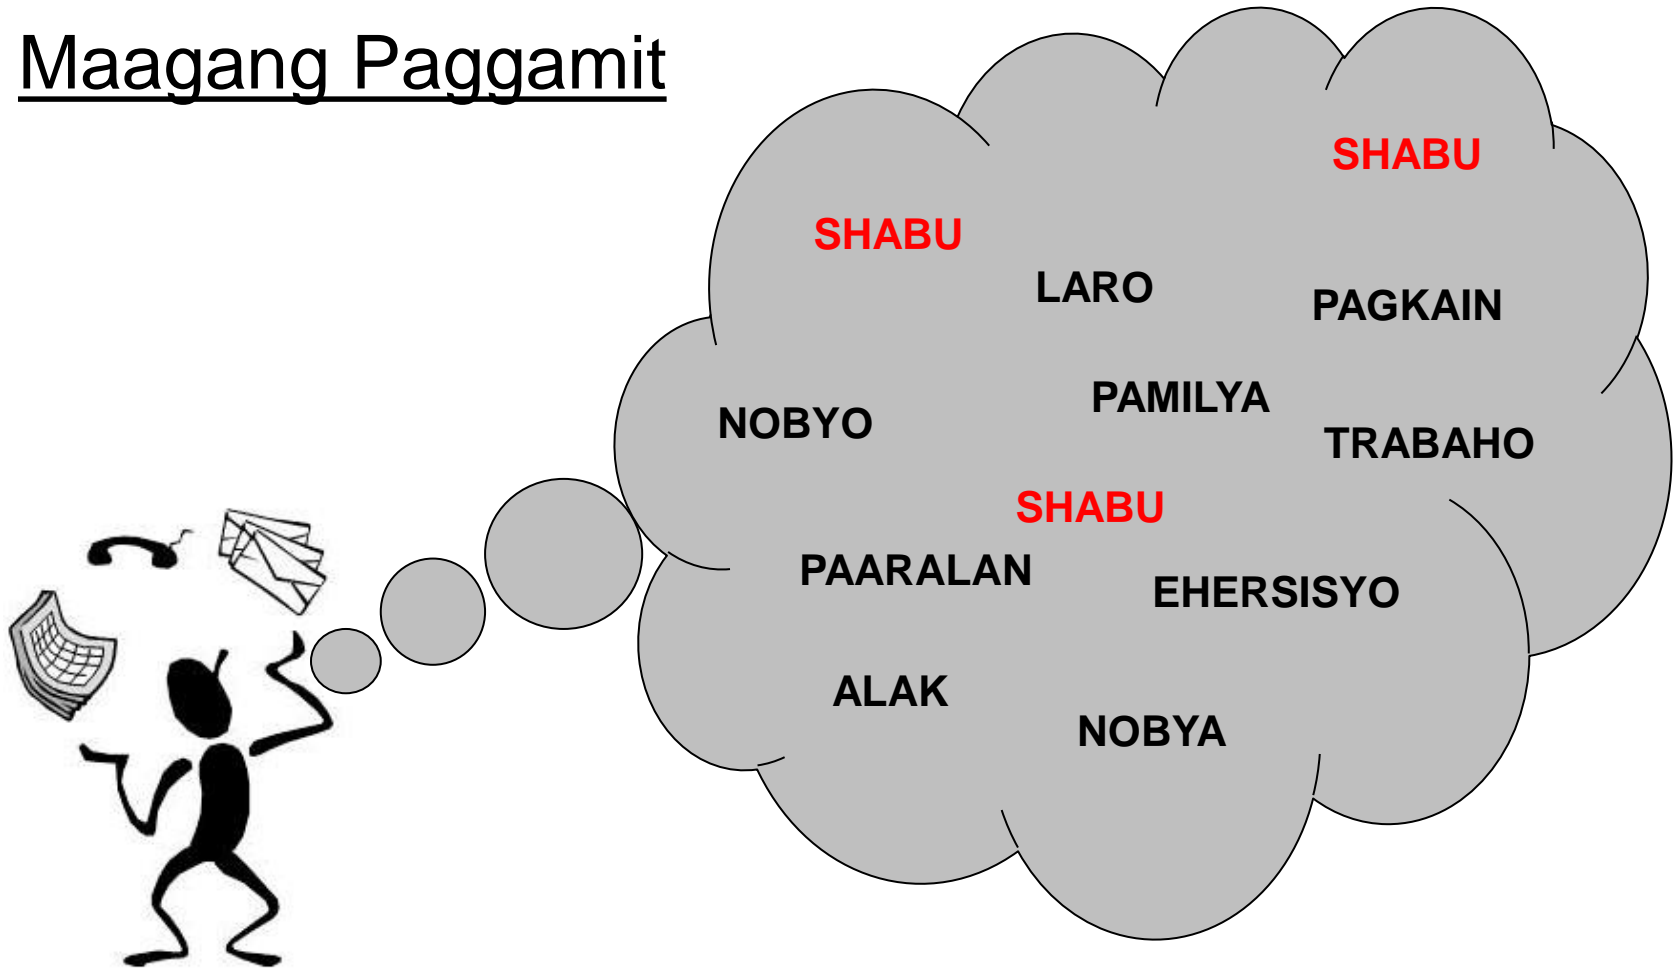 Maagang Paggamit
SHABU
SHABU
LARO
PAGKAIN
PAMILYA
NOBYO
TRABAHO
SHABU
PAARALAN
EHERSISYO
ALAK
NOBYA